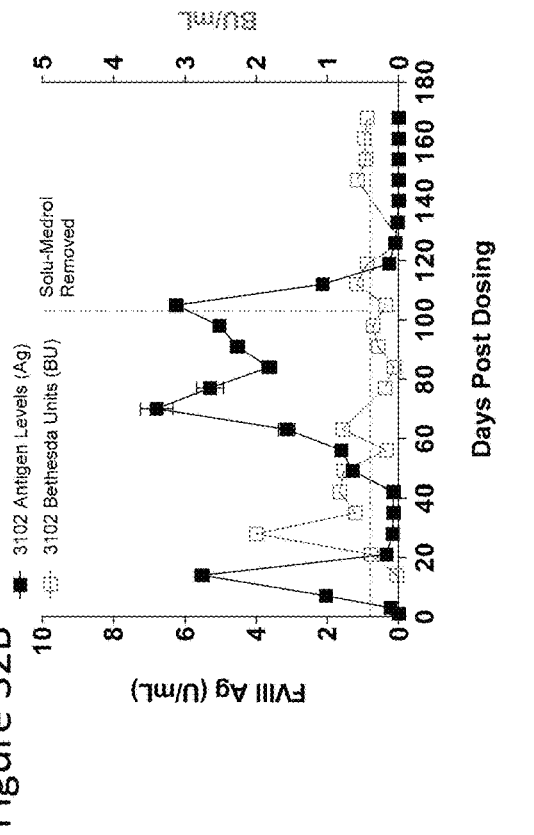 Figure 32B
3102 Antigen Levels (Ag)
3102 Bethesda Units (BU)
Solu-Medrol
Removed
FVIII Ag (U/mL)
10
8
6
4
2
0
BU/mL
5
4
3
2
1
0
0 20 40 60 80 100 120 140 160 180
Days Post Dosing